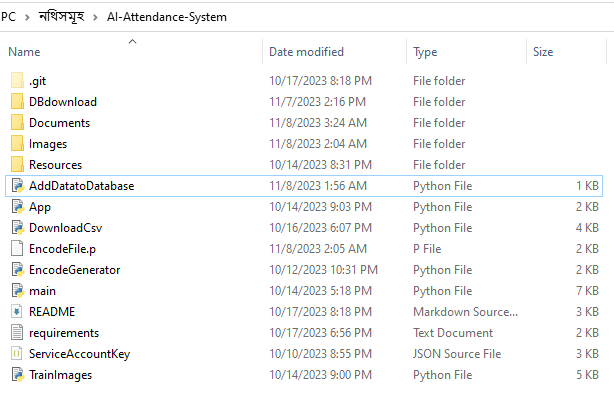 PC > নথিসমূহ > AI-Attendance-System
Name Date modified Type Size
.git 10/17/2023 8:18 PM File folder
DBdownload 11/7/2023 2:16 PM File folder
Documents 11/8/2023 3:24 AM File folder
Images 11/8/2023 2:04 AM File folder
Resources 10/14/2023 8:31 PM File folder
AddDatatoDatabase 11/8/2023 1:56 AM Python File 1 KB
App 10/14/2023 9:03 PM Python File 2 KB
DownloadCsv 10/16/2023 6:07 PM Python File 4 KB
EncodeFile.p 11/8/2023 2:05 AM P File 2 KB
EncodeGenerator 10/12/2023 10:31 PM Python File 2 KB
main 10/14/2023 5:18 PM Python File 7 KB
README 10/17/2023 8:18 PM Markdown Source... 3 KB
requirements 10/17/2023 6:56 PM Text Document 2 KB
ServiceAccountKey 10/10/2023 8:55 PM JSON Source File 3 KB
TrainImages 10/14/2023 9:00 PM Python File 5 KB